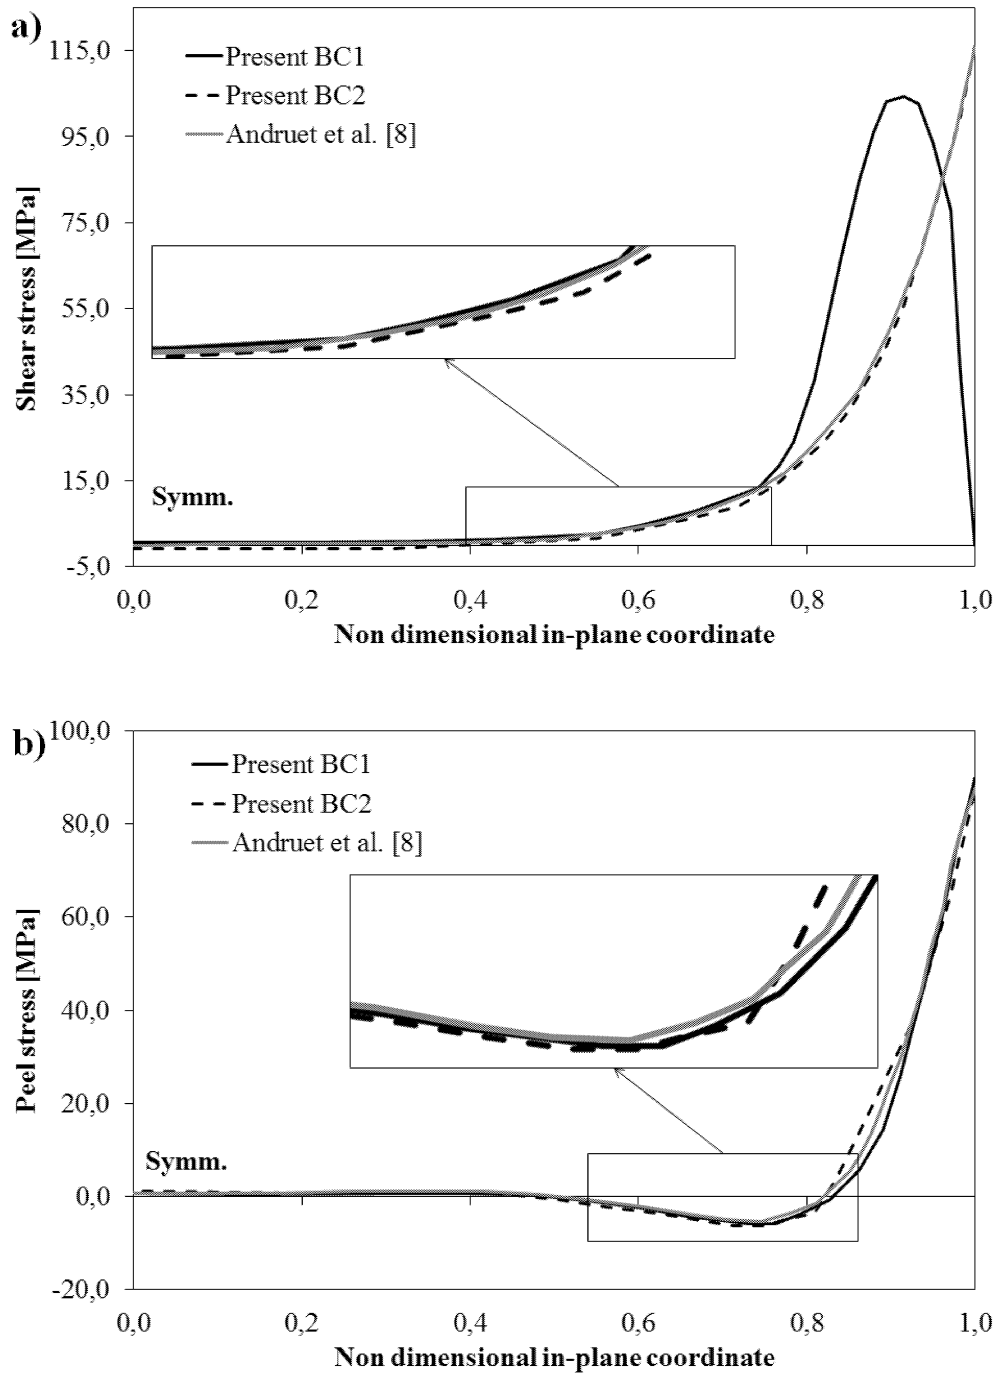 a)
115,0
95,0
75,0
55,0
35,0
15,0
-5,0
Shear stress [MPa]
Present BC1
Present BC2
Andruet et al. [8]
Symm.
0,0 0,2 0,4 0,6 0,8 1,0
Non dimensional in-plane coordinate
b)
100,0
80,0
60,0
40,0
20,0
0,0
-20,0
Peel stress [MPa]
Present BC1
Present BC2
Andruet et al. [8]
Symm.
0,0 0,2 0,4 0,6 0,8 1,0
Non dimensional in-plane coordinate